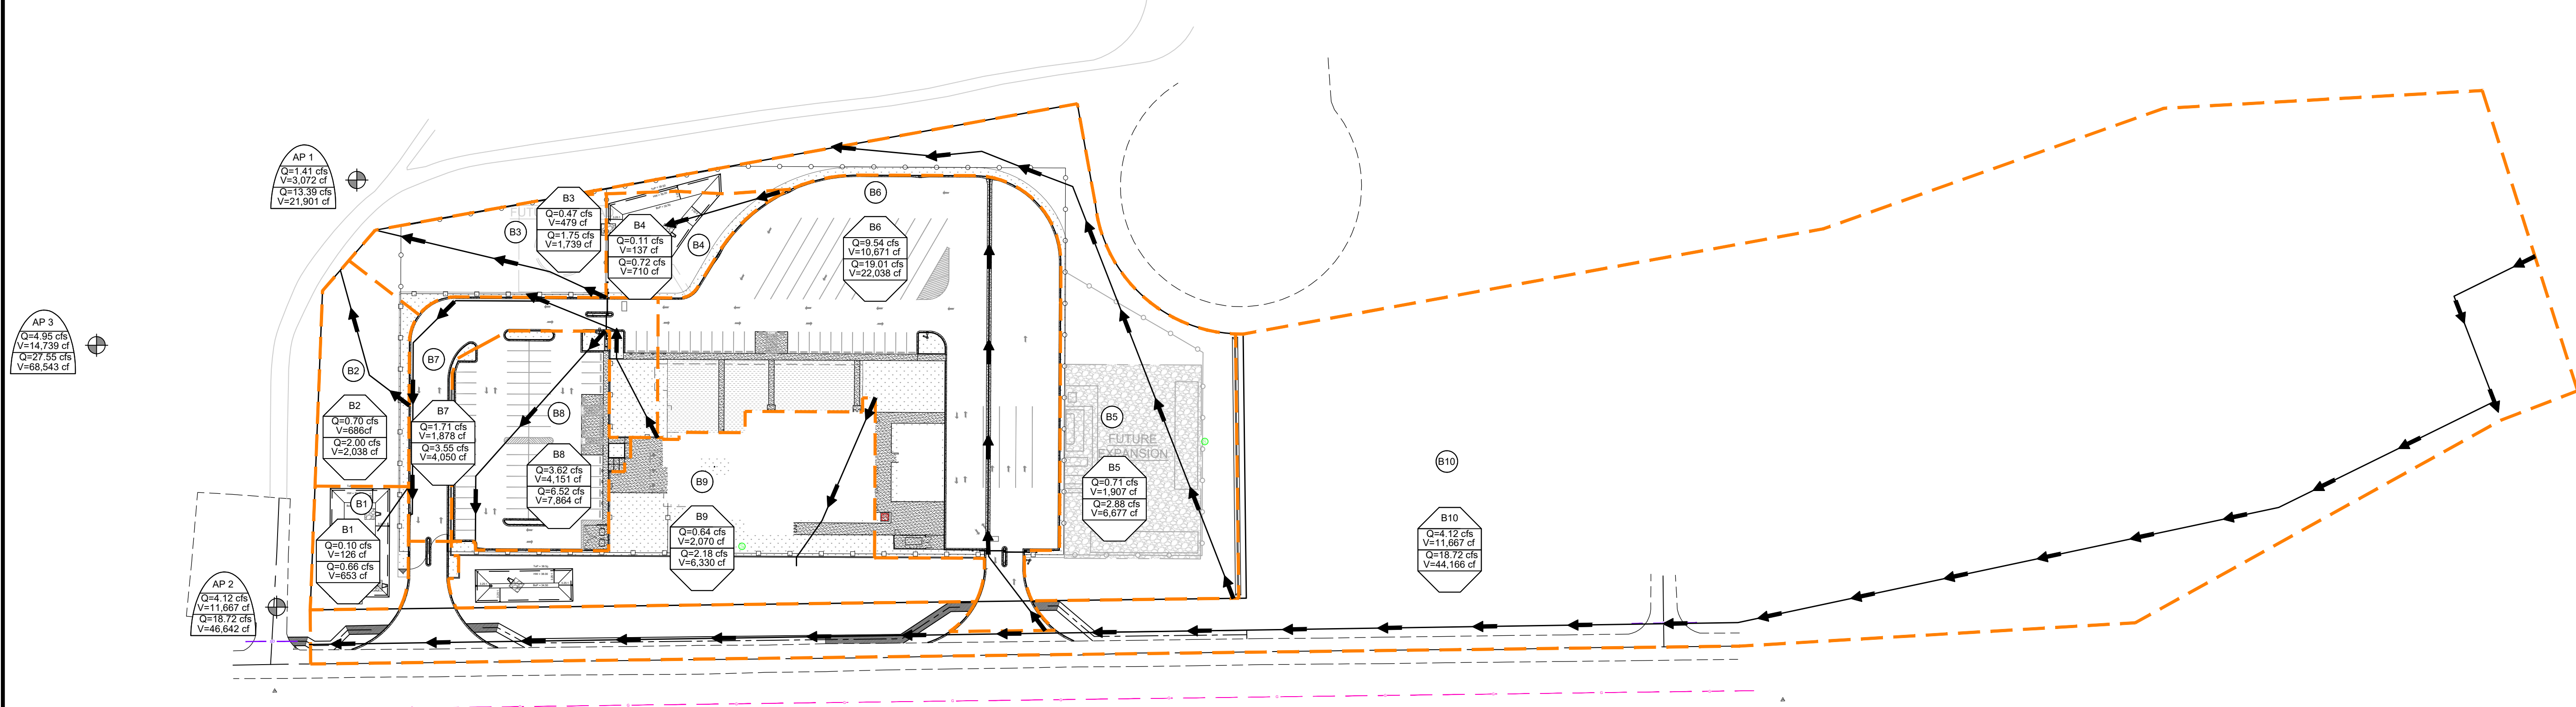 AP 1
Q=1.41 cfs
V=3,072 cf
Q=13.39 cfs
V=21,901 cf
AP 3
Q=4.95 cfs
V=14,739 cf
Q=27.55 cfs
V=68,543 cf
AP 2
Q=4.12 cfs
V=11,667 cf
Q=18.72 cfs
V=46,642 cf
B3
B3
Q=0.47 cfs
V=479 cf
Q=1.75 cfs
V=1,739 cf
B4
Q=0.11 cfs
V=137 cf
Q=0.72 cfs
V=710 cf
B4
B6
B6
Q=9.54 cfs
V=10,671 cf
Q=19.01 cfs
V=22,038 cf
B2
B2
Q=0.70 cfs
V=686cf
Q=2.00 cfs
V=2,038 cf
B7
B7
Q=1.71 cfs
V=1,878 cf
Q=3.55 cfs
V=4,050 cf
B8
B8
Q=3.62 cfs
V=4,151 cf
Q=6.52 cfs
V=7,864 cf
B1
B1
Q=0.10 cfs
V=126 cf
Q=0.66 cfs
V=653 cf
B9
B9
Q=0.64 cfs
V=2,070 cf
Q=2.18 cfs
V=6,330 cf
B5
FUTURE
EXPANSION
B5
Q=0.71 cfs
V=1,907 cf
Q=2.88 cfs
V=6,677 cf
B10
B10
Q=4.12 cfs
V=11,667 cf
Q=18.72 cfs
V=44,166 cf